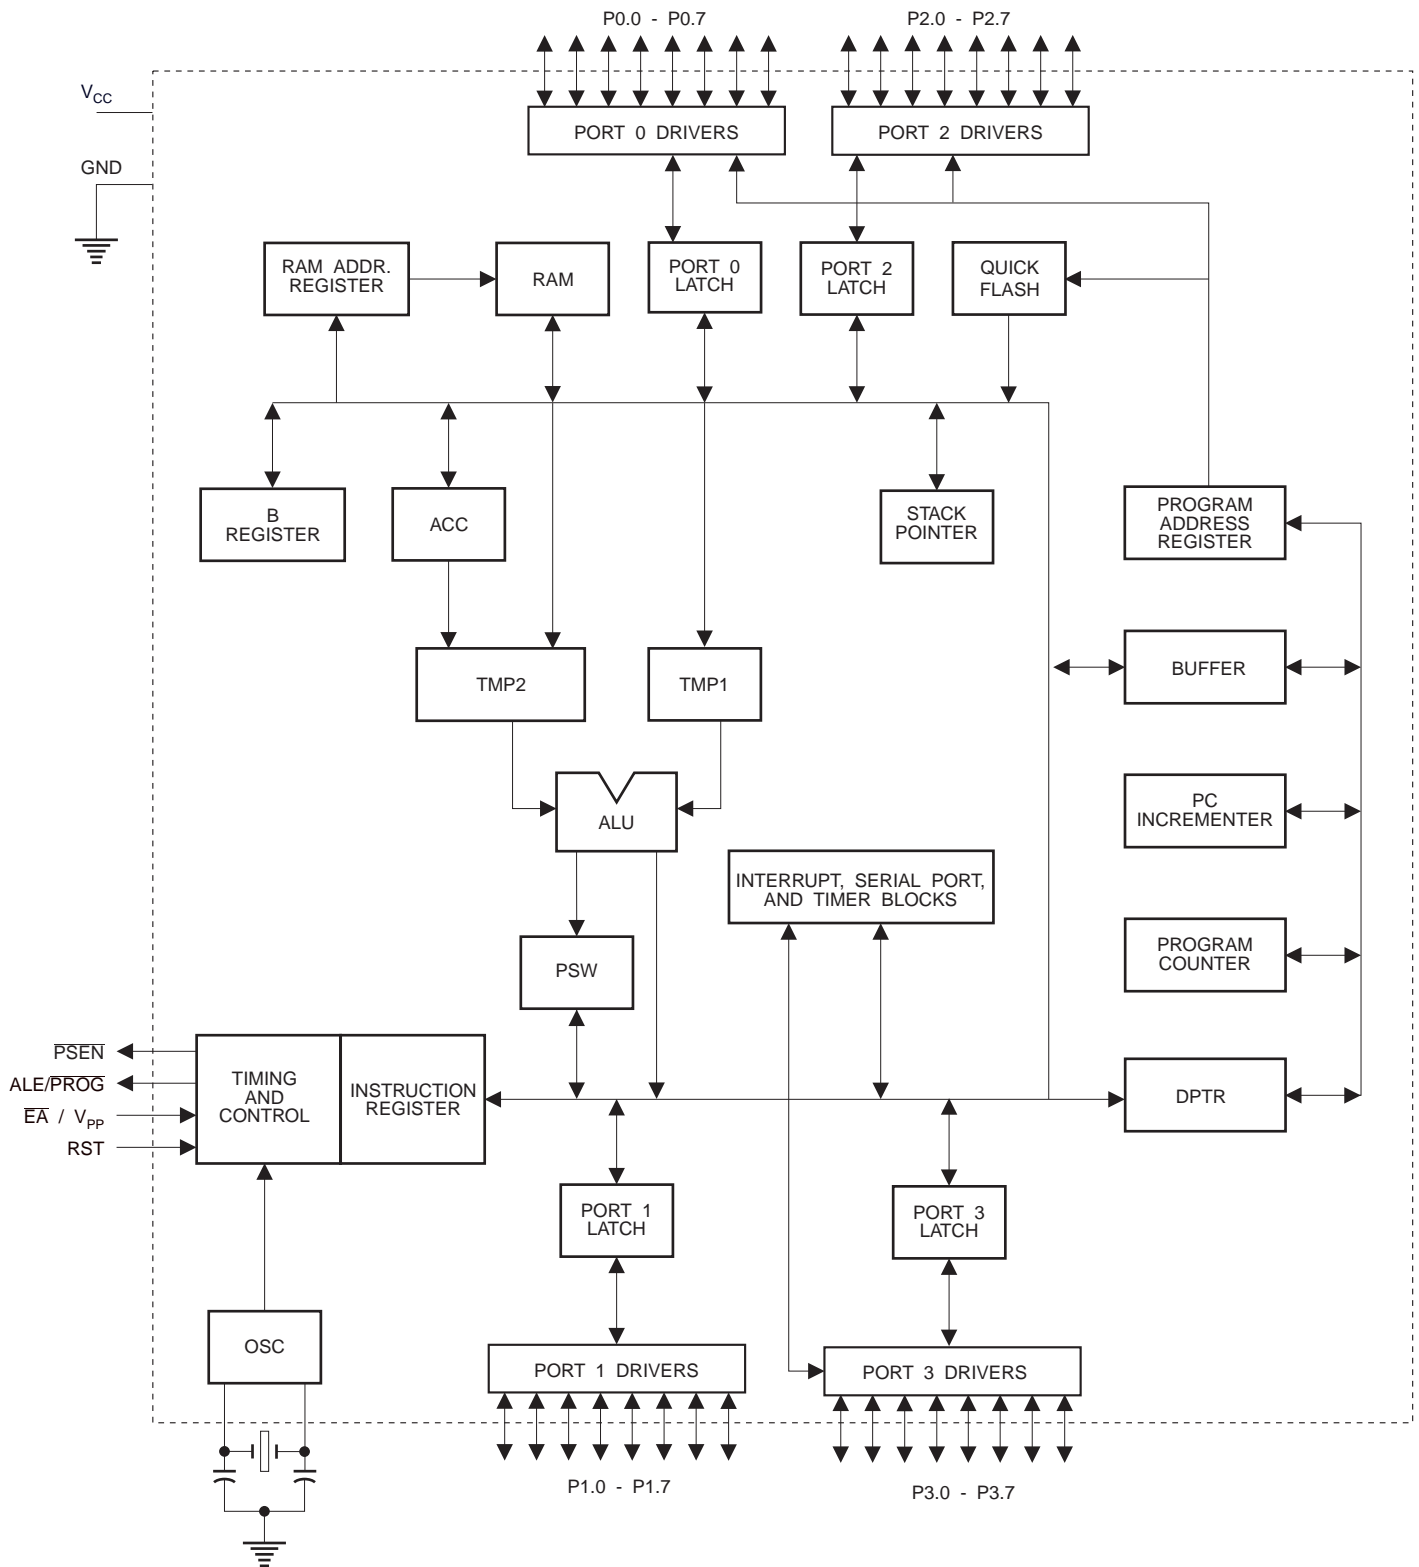 P0.0 - P0.7
P2.0 - P2.7
VCC
PORT 0 DRIVERS
PORT 2 DRIVERS
GND
RAM ADDR.
REGISTER
RAM
PORT 0
LATCH
PORT 2
LATCH
QUICK
FLASH
B
REGISTER
ACC
STACK
POINTER
PROGRAM
ADDRESS
REGISTER
TMP2
TMP1
BUFFER
ALU
PC
INCREMENTER
INTERRUPT, SERIAL PORT,
AND TIMER BLOCKS
PSW
PROGRAM
COUNTER
PSEN
ALE/PROG
EA / VPP
RST
TIMING
AND
CONTROL
INSTRUCTION
REGISTER
DPTR
PORT 1
LATCH
PORT 3
LATCH
OSC
PORT 1 DRIVERS
PORT 3 DRIVERS
P1.0 - P1.7
P3.0 - P3.7